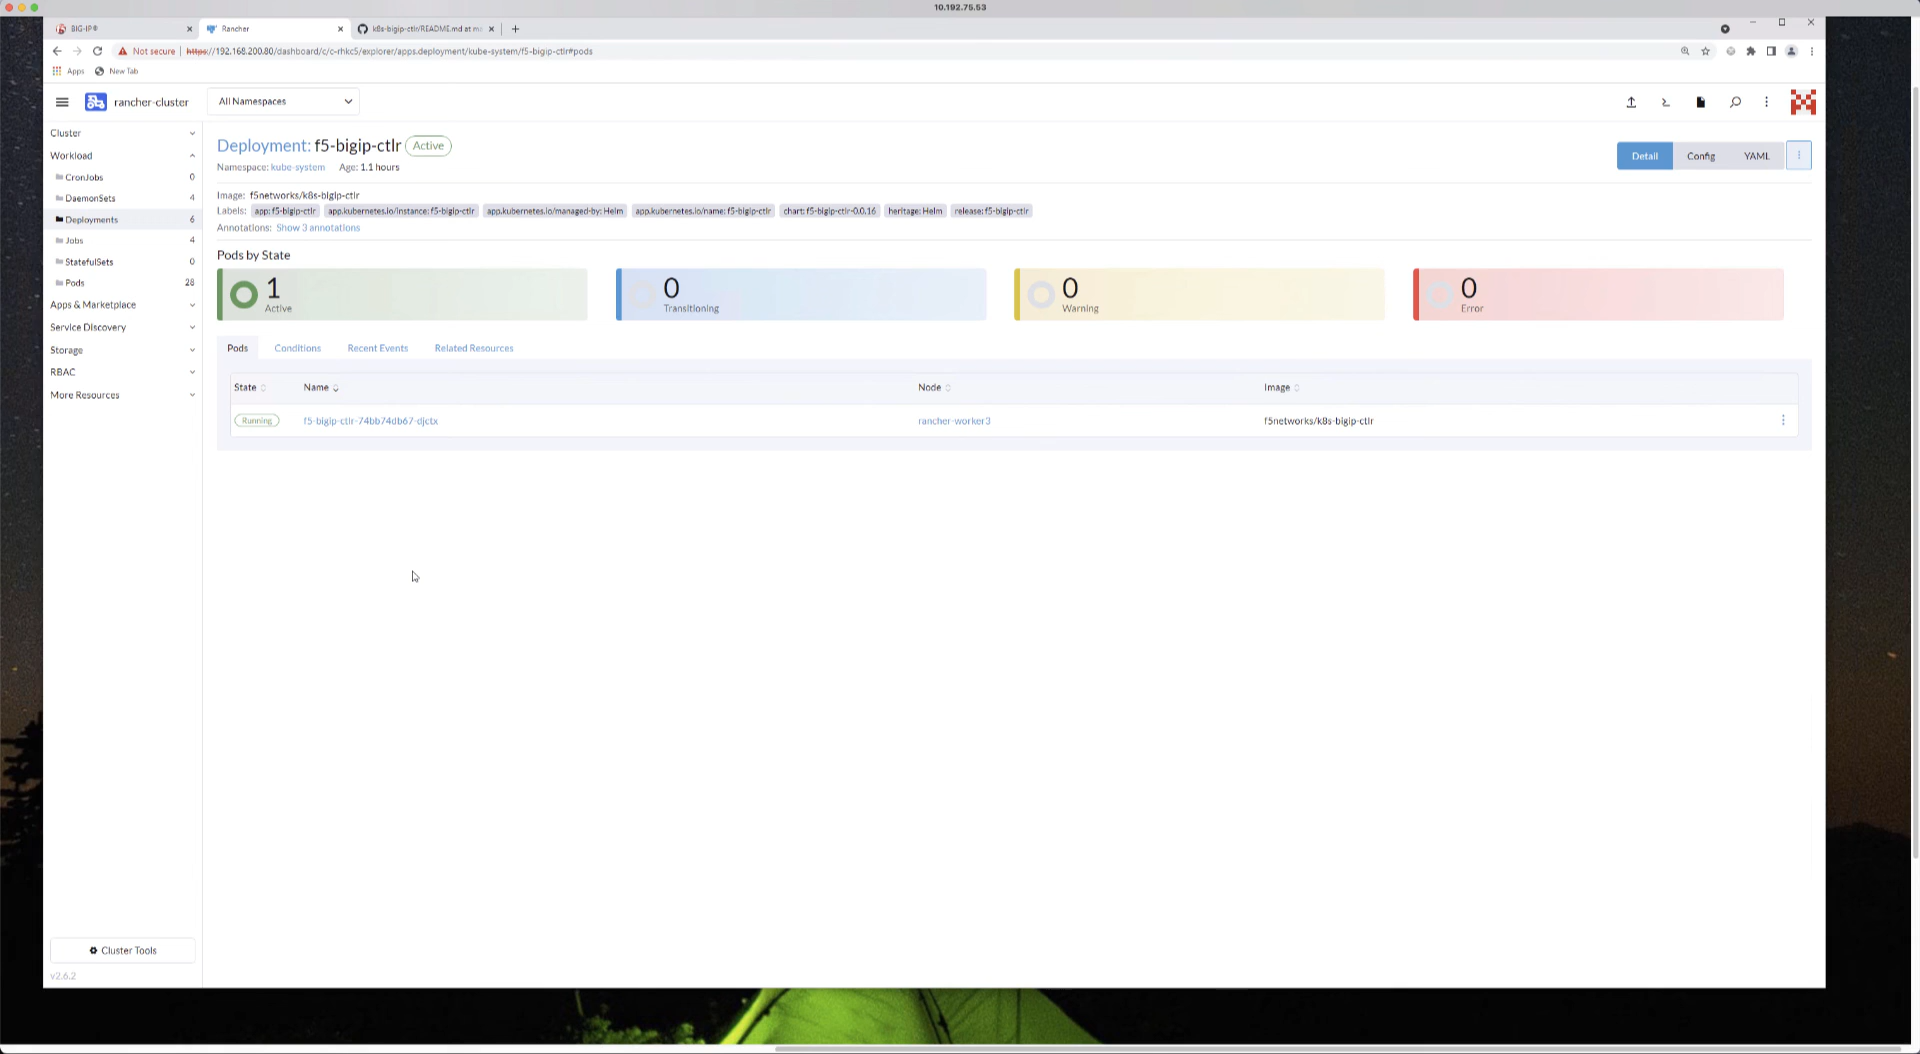 10.192.75.53
BIG-IP®
Rancher
k8s-bigip-ctlr/README.md at ma
Not secure | https://192.168.200.80/dashboard/c/c-rhkc5/explorer/apps.deployment/kube-system/f5-bigip-ctlr#pods
Apps New Tab
rancher-cluster All Namespaces
Cluster
Workload
CronJobs 0
DaemonSets 4
Deployments 6
Jobs 4
StatefulSets 0
Pods 28
Apps & Marketplace
Service Discovery
Storage
RBAC
More Resources
Cluster Tools
v2.6.2
Deployment: f5-bigip-ctlr Active
Namespace: kube-system Age: 1.1 hours
Detail Config YAML
Image: f5networks/k8s-bigip-ctlr
Labels: app: f5-bigip-ctlr app.kubernetes.io/instance: f5-bigip-ctlr app.kubernetes.io/managed-by: Helm app.kubernetes.io/name: f5-bigip-ctlr chart: f5-bigip-ctlr-0.0.16 heritage: Helm release: f5-bigip-ctlr
Annotations: Show 3 annotations
Pods by State
1
Active
0
Transitioning
0
Warning
0
Error
Pods Conditions Recent Events Related Resources
State Name Node Image
Running f5-bigip-ctlr-74bb74db67-djctx rancher-worker3 f5networks/k8s-bigip-ctlr